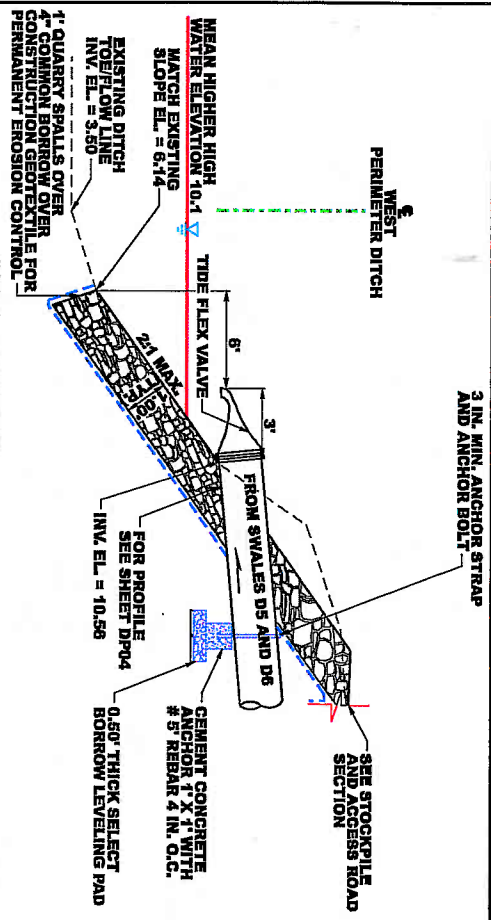 ℄
WEST
PERIMETER DITCH
3 IN. MIN. ANCHOR STRAP
AND ANCHOR BOLT
SEE STOCKPILE
AND ACCESS ROAD
SECTION
MEAN HIGHER HIGH
WATER ELEVATION 10.1
TIDE FLEX VALVE
6'
3'
FROM SWALES D5 AND D6
MATCH EXISTING
SLOPE EL. = 6.14
EXISTING DITCH
TOE/FLOW LINE
INV. EL. = 3.50
2:1 MAX.
1.00' TYP.
1' QUARRY SPALLS OVER
4" COMMON BORROW OVER
CONSTRUCTION GEOTEXTILE FOR
PERMANENT EROSION CONTROL
FOR PROFILE
SEE SHEET DP04
INV. EL. = 10.56
CEMENT CONCRETE
ANCHOR 1' X 1' WITH
# 5' REBAR 4 IN. O.C.
0.50' THICK SELECT
BORROW LEVELING PAD